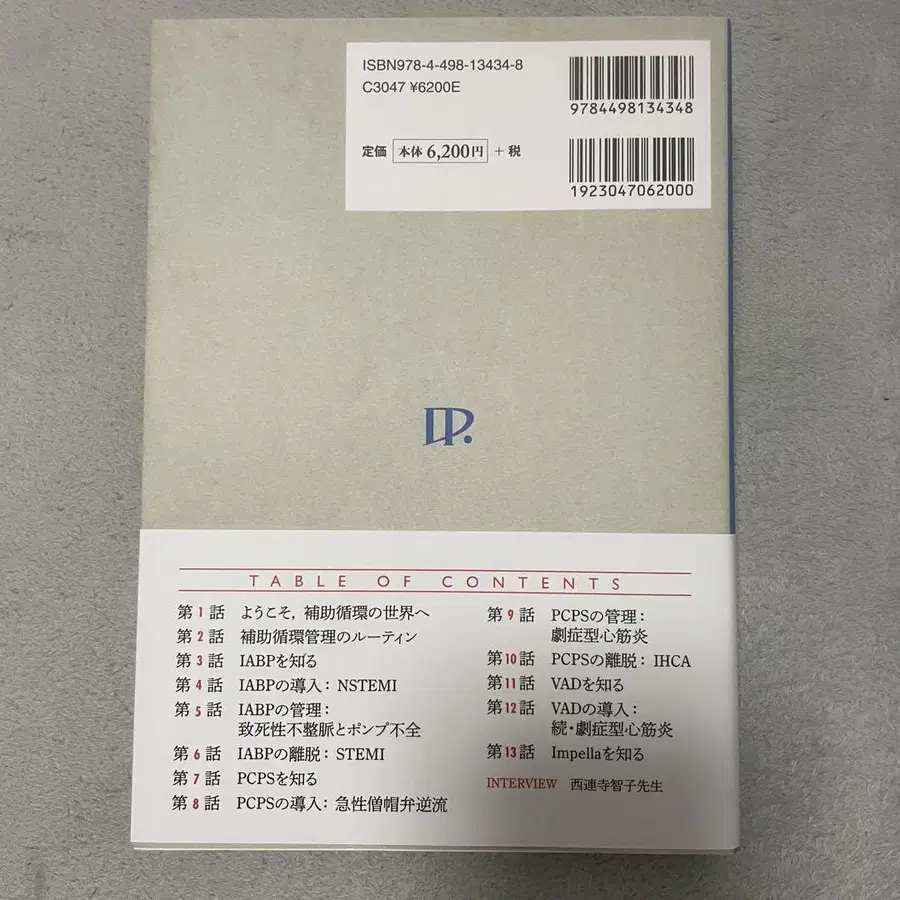 ISBN978-4-498-13434-8
C3047 ¥6200E
9784498134348
定価 本体 6,200円 + 税
1923047062000
DP.
TABLE OF CONTENTS
第1話 ようこそ，補助循環の世界へ
第2話 補助循環管理のルーティン
第3話 IABPを知る
第4話 IABPの導入：NSTEMI
第5話 IABPの管理：
致死性不整脈とポンプ不全
第6話 IABPの離脱：STEMI
第7話 PCPSを知る
第8話 PCPSの導入：急性僧帽弁逆流
第9話 PCPSの管理：
劇症型心筋炎
第10話 PCPSの離脱：IHCA
第11話 VADを知る
第12話 VADの導入：
続・劇症型心筋炎
第13話 Impellaを知る
INTERVIEW 西連寺智子先生